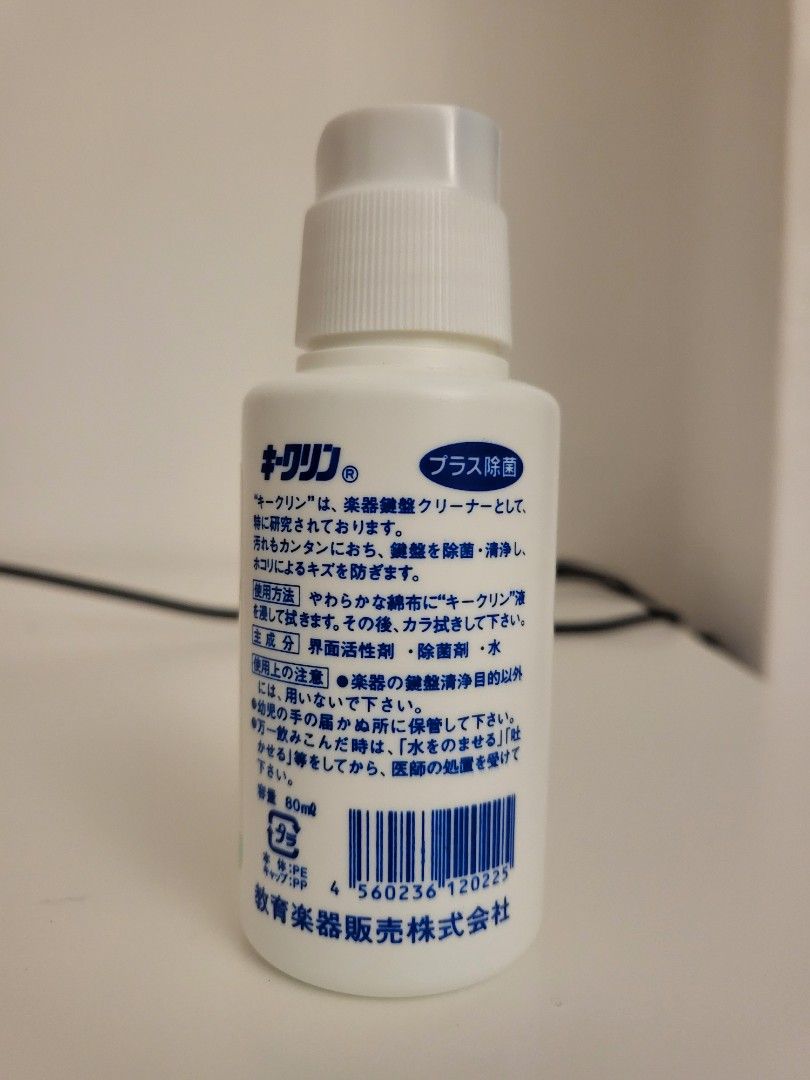 キークリン®
プラス除菌
"キークリン"は、楽器鍵盤クリーナーとして、
特に研究されております。
汚れもカンタンにおち、鍵盤を除菌・清浄し、
ホコリによるキズを防ぎます。
使用方法 やわらかな綿布に"キークリン"液
を浸して拭きます。その後、カラ拭きして下さい。
主成分 界面活性剤 ・除菌剤 ・水
使用上の注意 ●楽器の鍵盤清浄目的以外
には、用いないで下さい。
●幼児の手の届かぬ所に保管して下さい。
●万一飲みこんだ時は、「水をのませる」「吐
かせる」等をしてから、医師の処置を受けて
下さい。
容量 80mℓ
プラ
本 体:PE
キャップ:PP
4 560236 120225
教育楽器販売株式会社